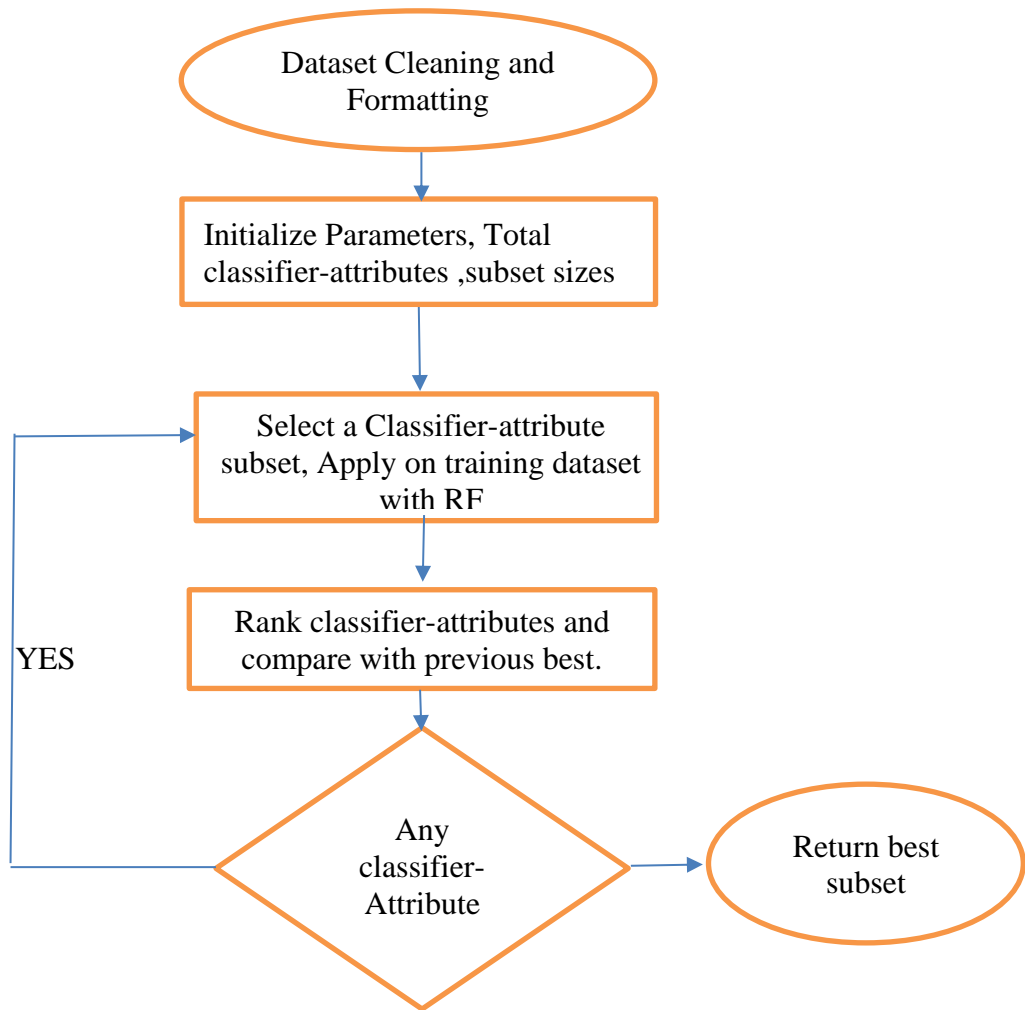 Dataset Cleaning and
Formatting
Initialize Parameters, Total
classifier-attributes ,subset sizes
Select a Classifier-attribute
subset, Apply on training dataset
with RF
Rank classifier-attributes and
compare with previous best.
YES
Any
classifier-
Attribute
Return best
subset